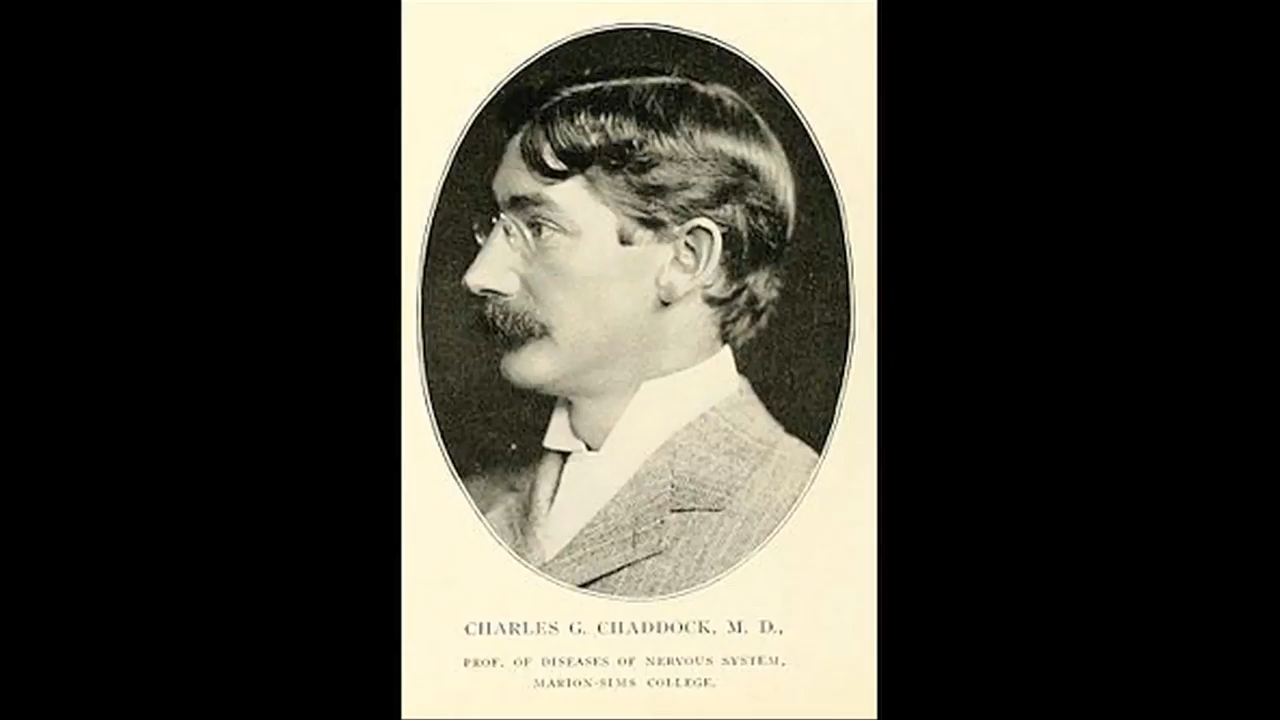 CHARLES G. CHADDOCK, M. D.,
PROF. OF DISEASES OF NERVOUS SYSTEM,
MARION-SIMS COLLEGE.